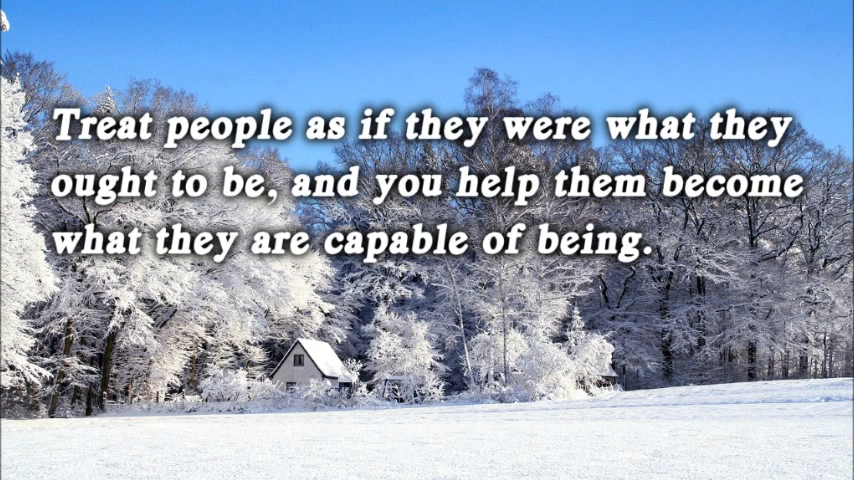 Treat people as if they were what they
ought to be, and you help them become
what they are capable of being.